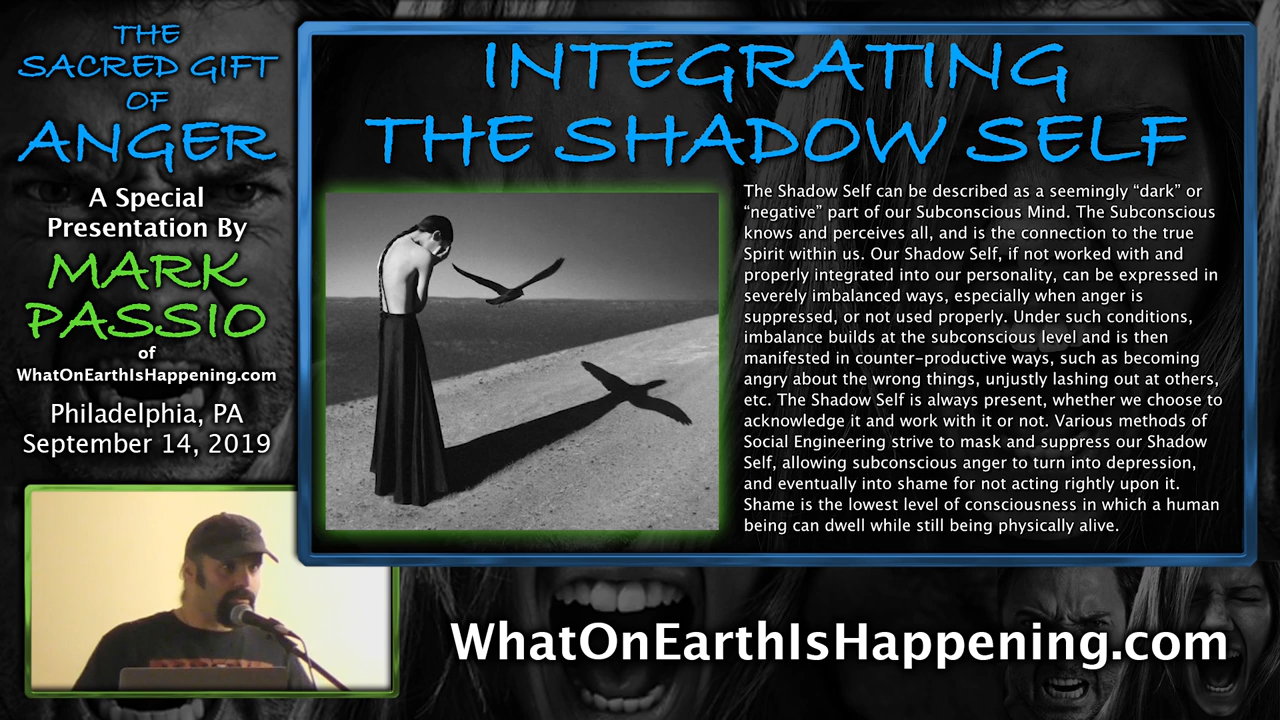 THE
SACRED GIFT
OF
ANGER
A Special
Presentation By
MARK
PASSIO
of
WhatOnEarthIsHappening.com
Philadelphia, PA
September 14, 2019
INTEGRATING
THE SHADOW SELF
The Shadow Self can be described as a seemingly “dark” or
“negative” part of our Subconscious Mind. The Subconscious
knows and perceives all, and is the connection to the true
Spirit within us. Our Shadow Self, if not worked with and
properly integrated into our personality, can be expressed in
severely imbalanced ways, especially when anger is
suppressed, or not used properly. Under such conditions,
imbalance builds at the subconscious level and is then
manifested in counter-productive ways, such as becoming
angry about the wrong things, unjustly lashing out at others,
etc. The Shadow Self is always present, whether we choose to
acknowledge it and work with it or not. Various methods of
Social Engineering strive to mask and suppress our Shadow
Self, allowing subconscious anger to turn into depression,
and eventually into shame for not acting rightly upon it.
Shame is the lowest level of consciousness in which a human
being can dwell while still being physically alive.
WhatOnEarthIsHappening.com